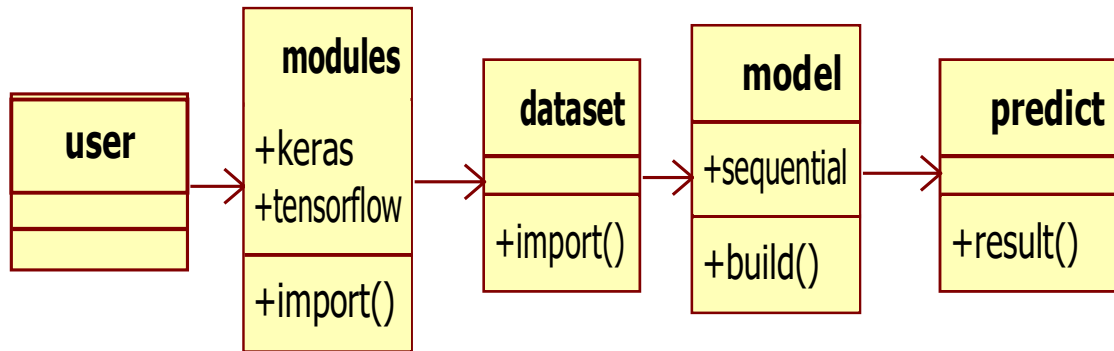 user
modules
+keras
+tensorflow
+import()
dataset
+import()
model
+sequential
+build()
predict
+result()